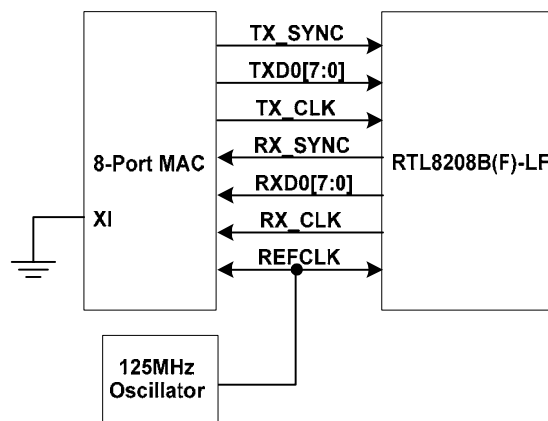 TX_SYNC
TXD0[7:0]
TX_CLK
RX_SYNC
8-Port MAC
RTL8208B(F)-LF
RXD0[7:0]
XI
RX_CLK
REFCLK
125MHz
Oscillator